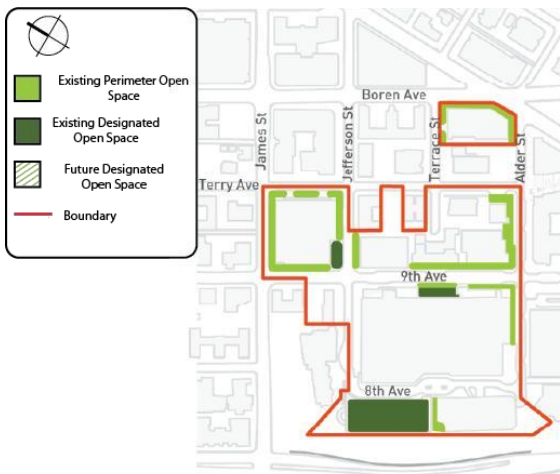 Existing Perimeter Open
Space
Existing Designated
Open Space
Future Designated
Open Space
Boundary
Boren Ave
James St
Jefferson St
Terrace St
Alder St
Terry Ave
9th Ave
8th Ave